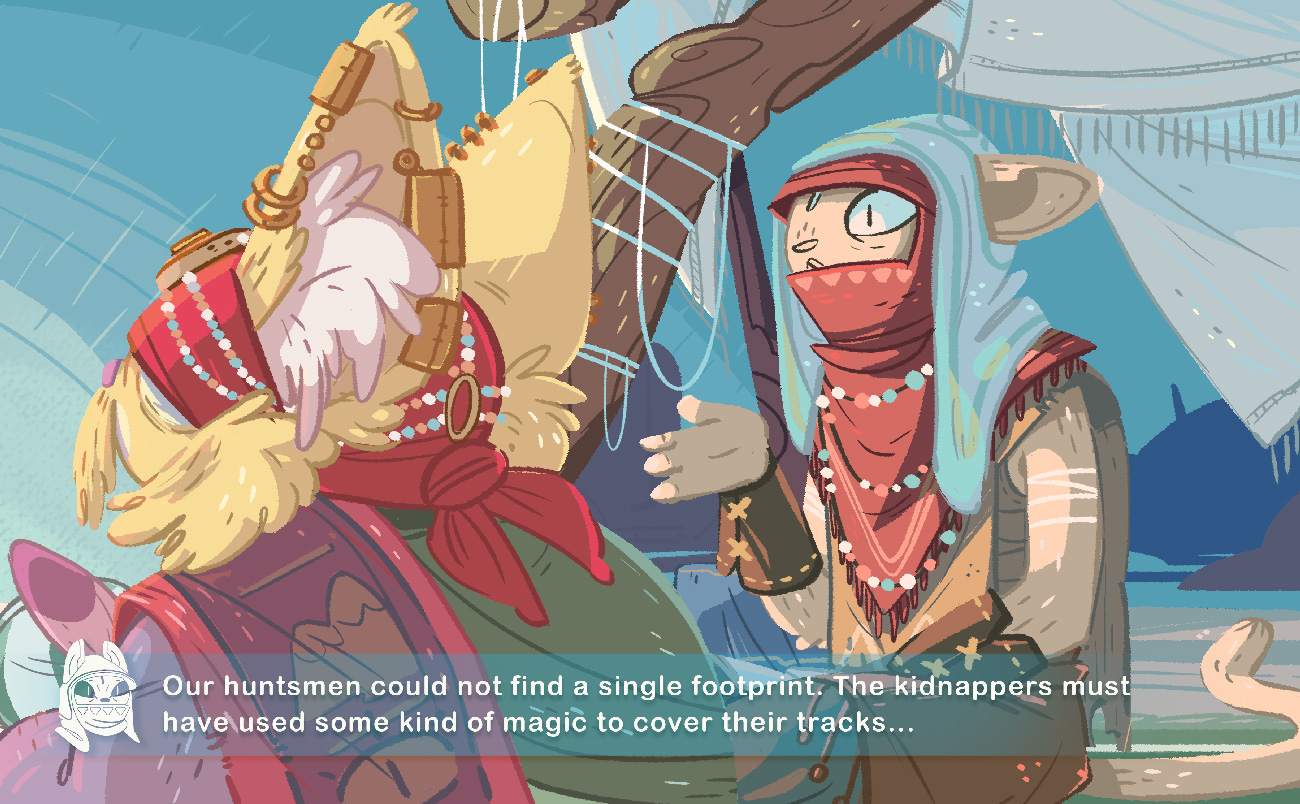 Our huntsmen could not find a single footprint. The kidnappers must
have used some kind of magic to cover their tracks...